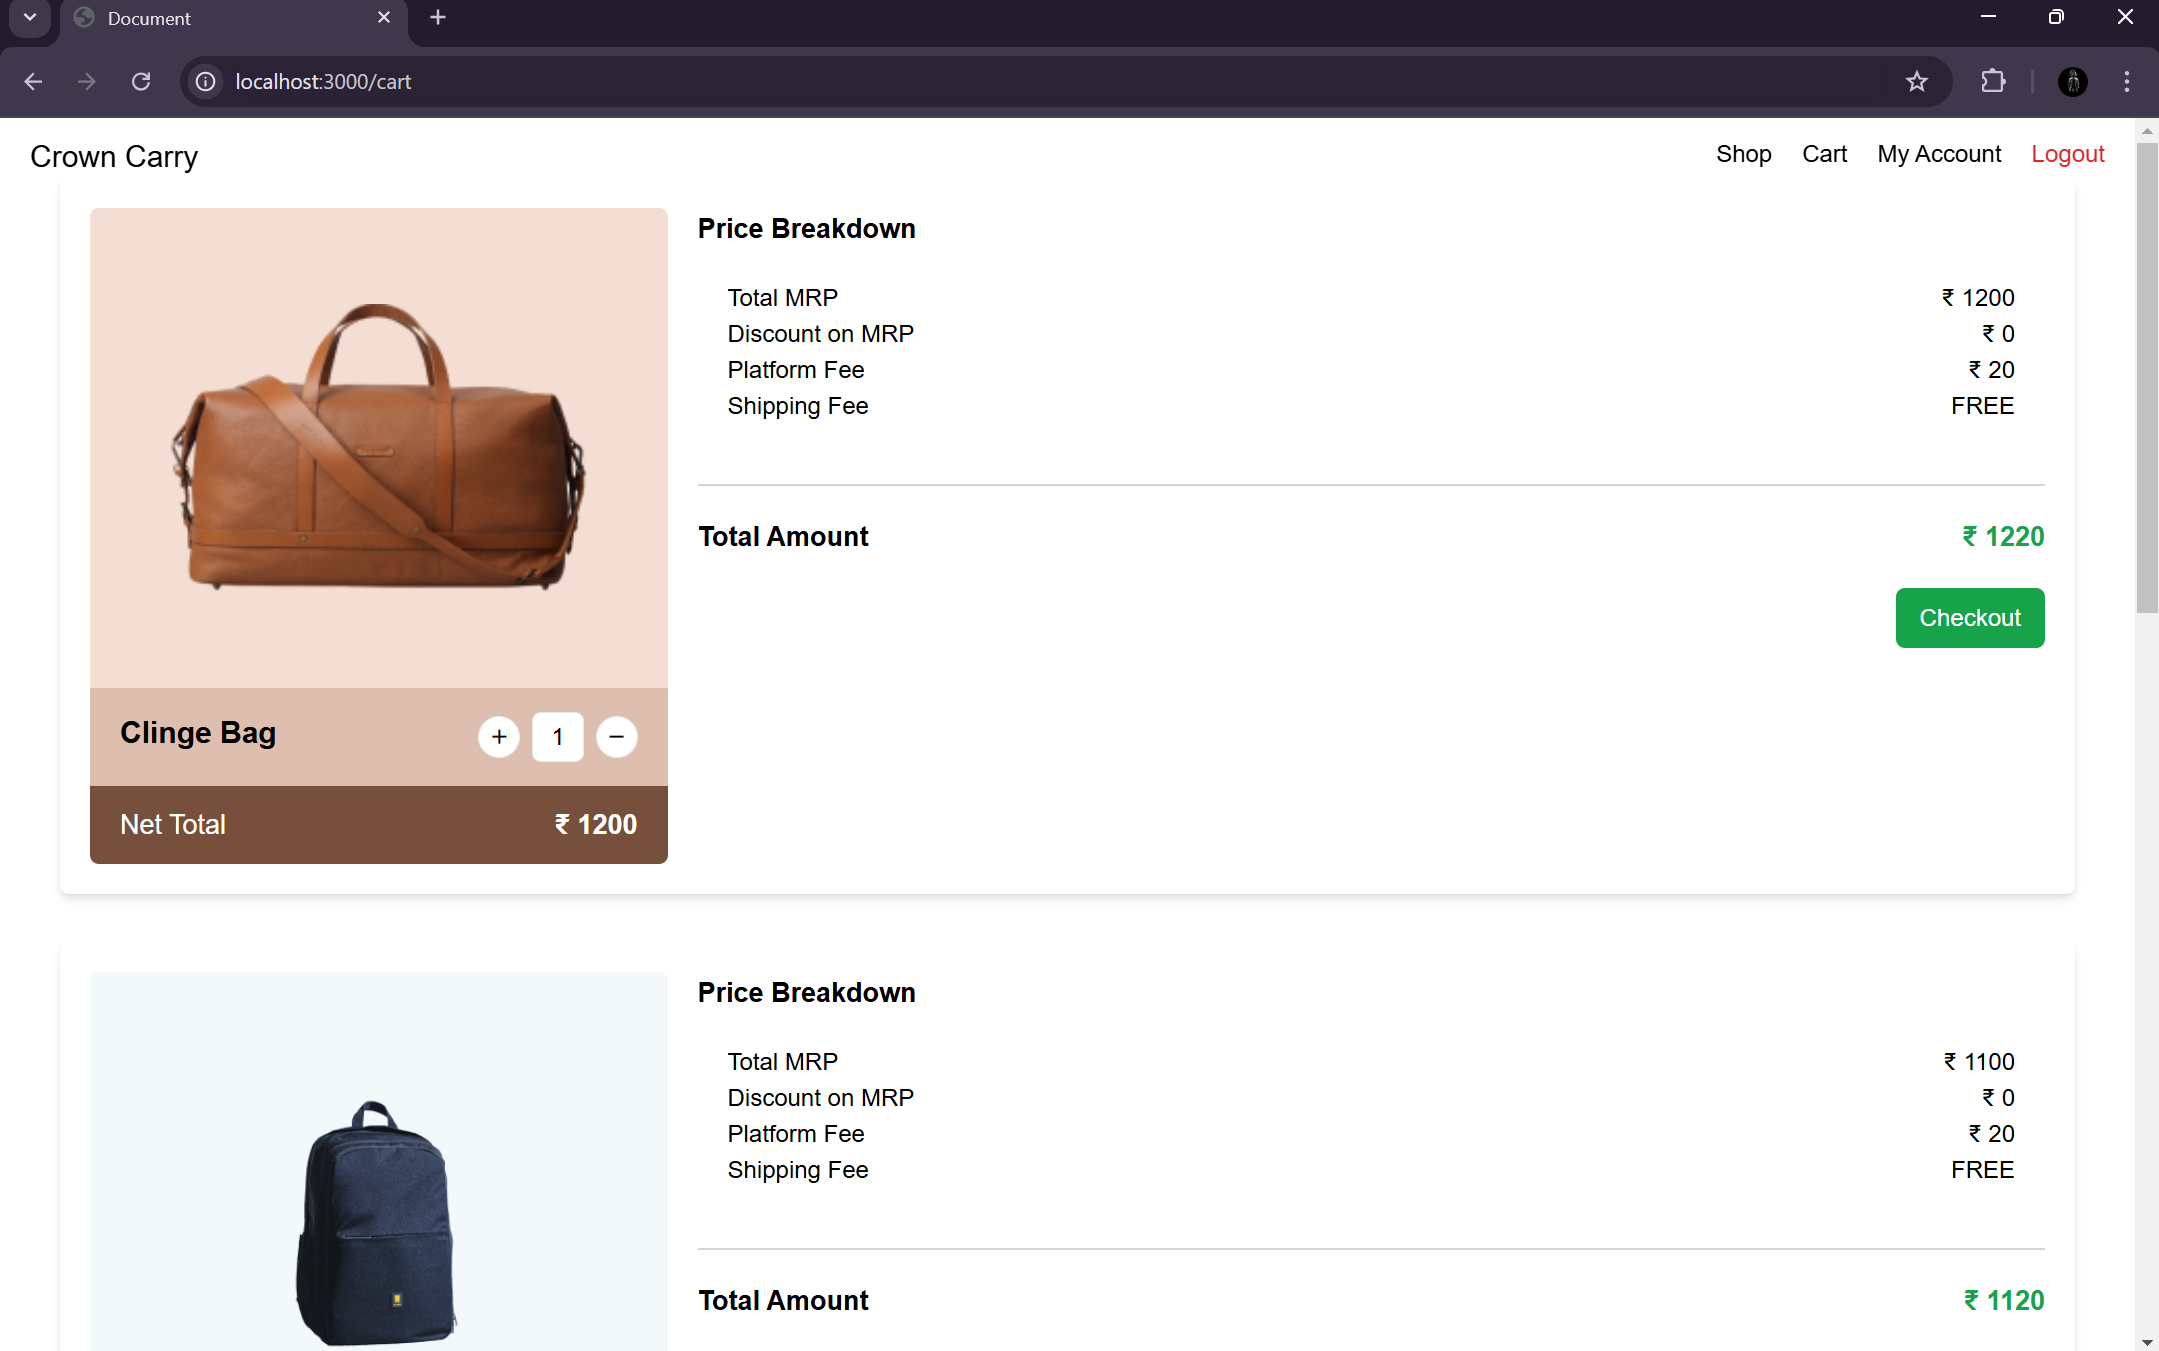 Document
localhost:3000/cart
Crown Carry
Shop Cart My Account Logout
Price Breakdown
Total MRP ₹ 1200
Discount on MRP ₹ 0
Platform Fee ₹ 20
Shipping Fee FREE
Total Amount ₹ 1220
Checkout
Clinge Bag + 1 −
Net Total ₹ 1200
Price Breakdown
Total MRP ₹ 1100
Discount on MRP ₹ 0
Platform Fee ₹ 20
Shipping Fee FREE
Total Amount ₹ 1120